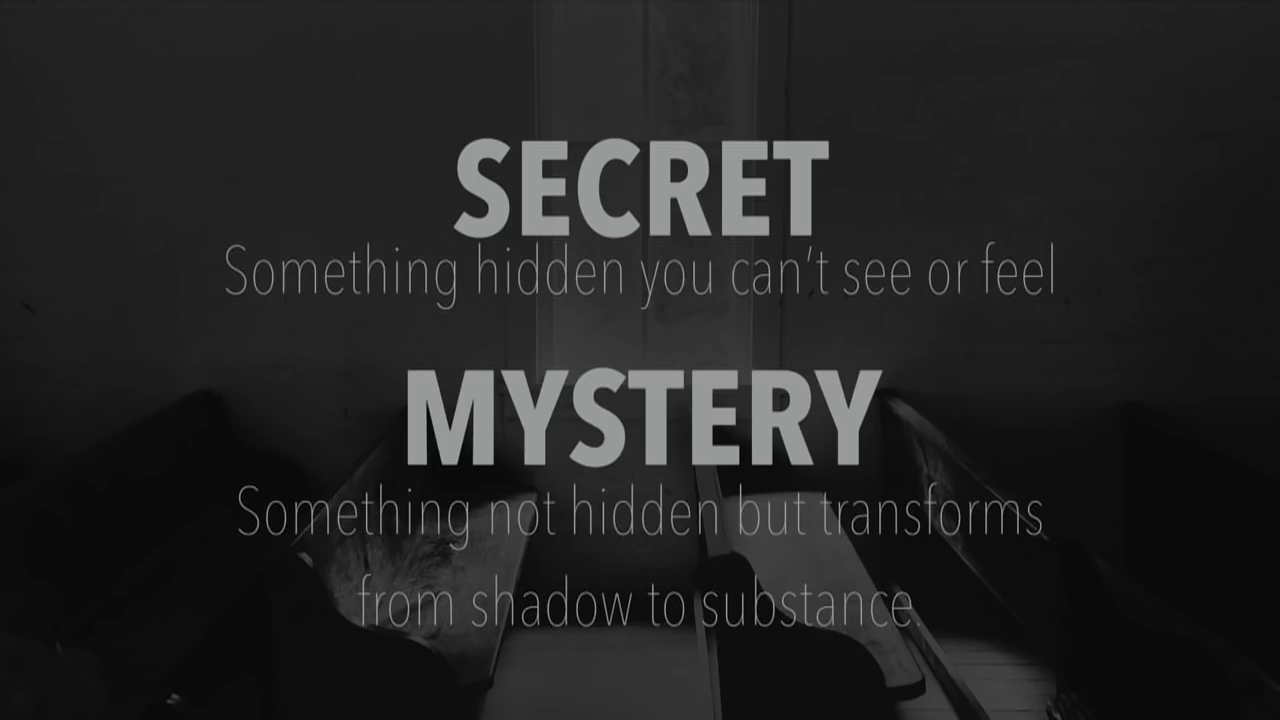 SECRET
Something hidden you can’t see or feel
MYSTERY
Something not hidden but transforms
from shadow to substance.